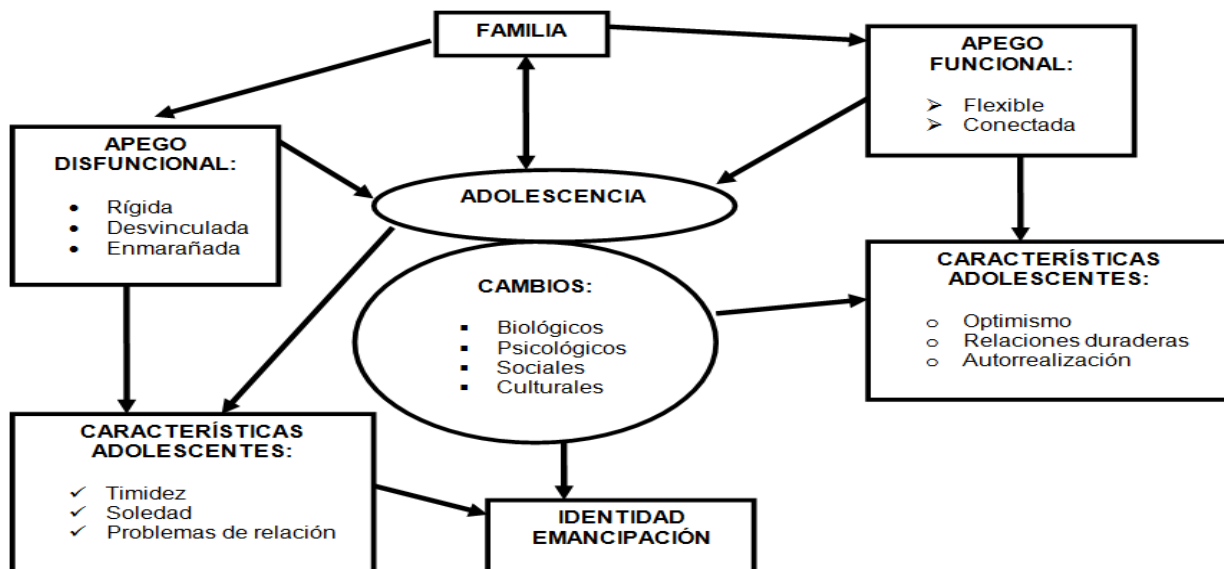 FAMILIA
APEGO
FUNCIONAL:
Flexible
Conectada
APEGO
DISFUNCIONAL:
Rígida
Desvinculada
Enmarañada
ADOLESCENCIA
CAMBIOS:
Biológicos
Psicológicos
Sociales
Culturales
CARACTERÍSTICAS
ADOLESCENTES:
Optimismo
Relaciones duraderas
Autorrealización
CARACTERÍSTICAS
ADOLESCENTES:
Timidez
Soledad
Problemas de relación
IDENTIDAD
EMANCIPACIÓN